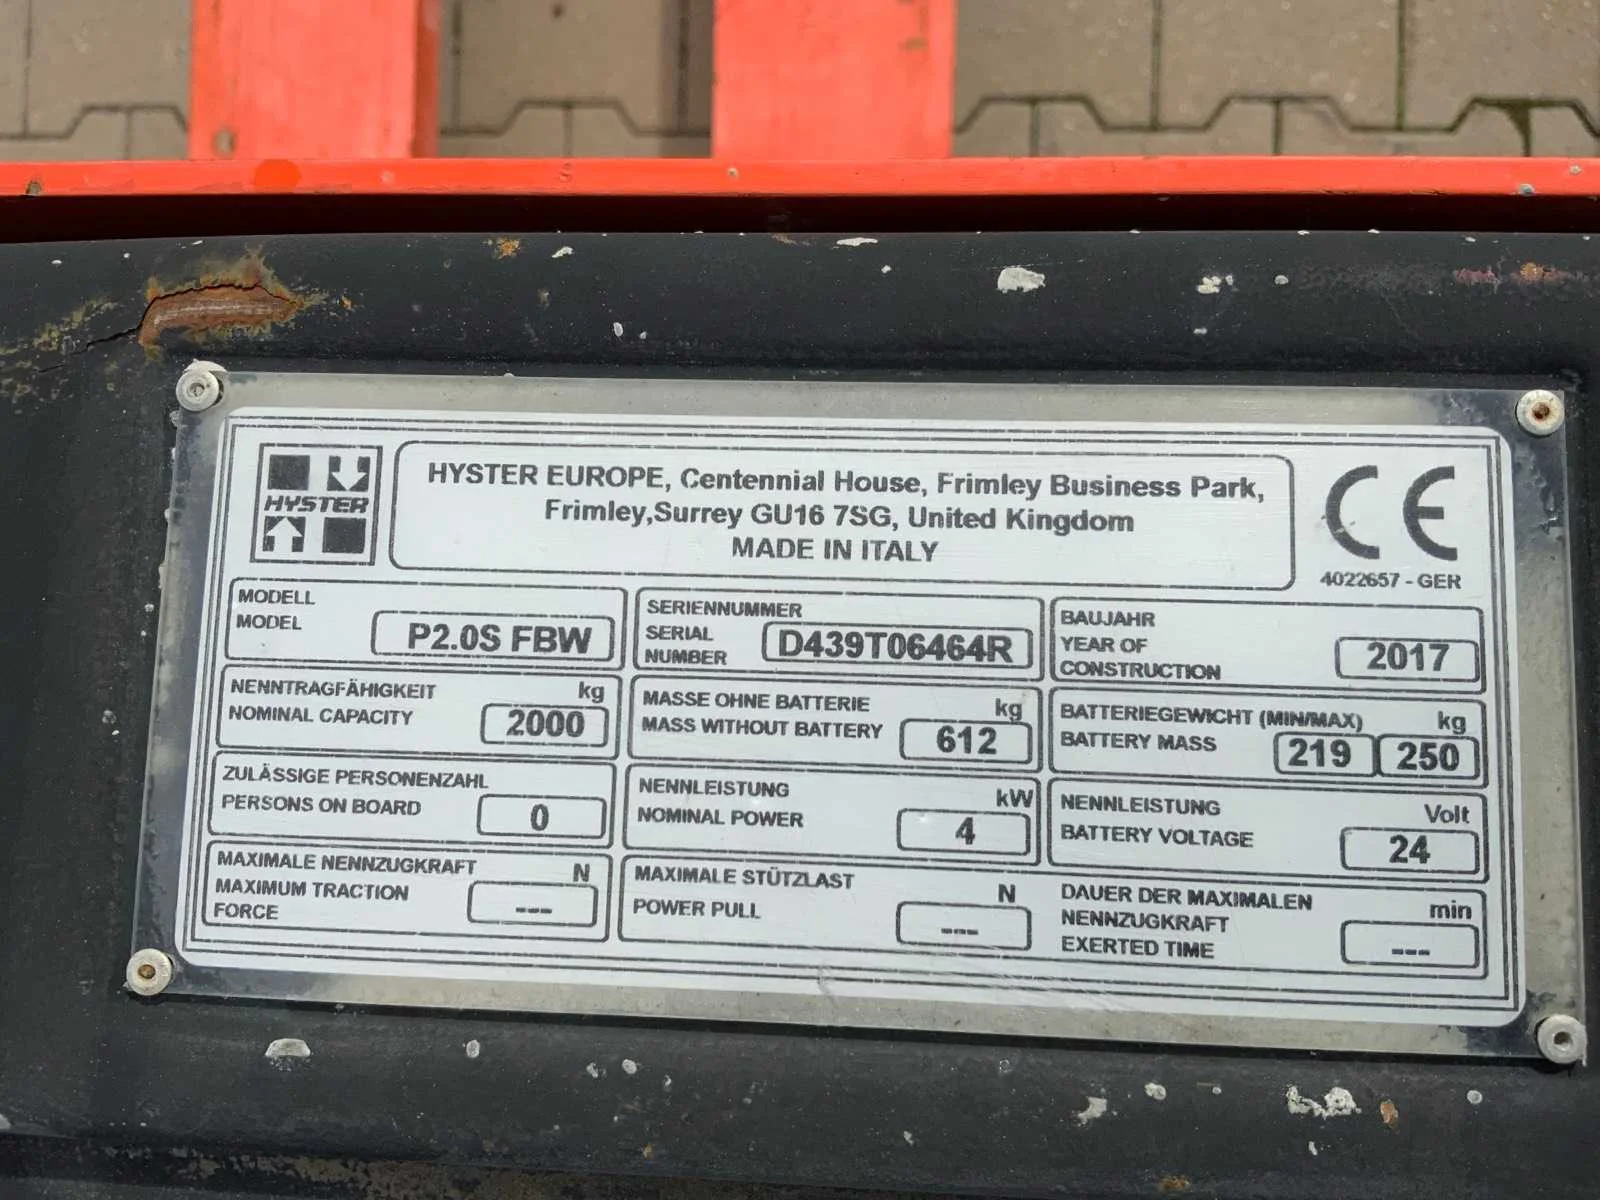 HYSTER
HYSTER EUROPE, Centennial House, Frimley Business Park,
Frimley,Surrey GU16 7SG, United Kingdom
MADE IN ITALY
CE
4022657 - GER
MODELL
MODEL
P2.0S FBW
SERIENNUMMER
SERIAL
NUMBER
D439T06464R
BAUJAHR
YEAR OF
CONSTRUCTION
2017
NENNTRAGFÄHIGKEIT kg
NOMINAL CAPACITY 2000
MASSE OHNE BATTERIE kg
MASS WITHOUT BATTERY 612
BATTERIEGEWICHT (MIN/MAX) kg
BATTERY MASS 219 250
ZULÄSSIGE PERSONENZAHL
PERSONS ON BOARD 0
NENNLEISTUNG kW
NOMINAL POWER 4
NENNLEISTUNG Volt
BATTERY VOLTAGE 24
MAXIMALE NENNZUGKRAFT N
MAXIMUM TRACTION
FORCE ---
MAXIMALE STÜTZLAST N
POWER PULL ---
DAUER DER MAXIMALEN
NENNZUGKRAFT min
EXERTED TIME ---